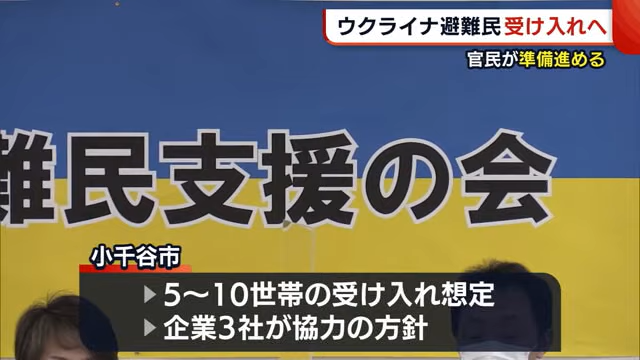 ウクライナ避難民受け入れへ
官民が準備進める
難民支援の会
小千谷市
▶5～10世帯の受け入れ想定
▶企業3社が協力の方針